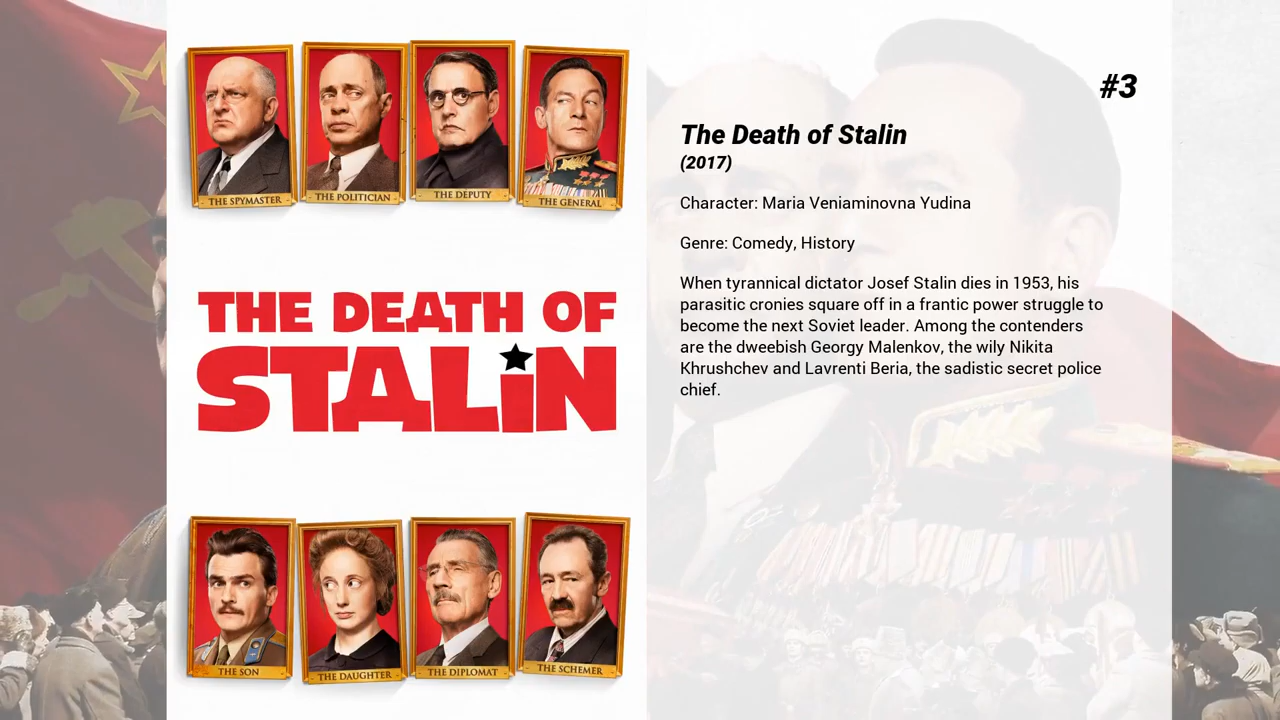 THE SPYMASTER
THE POLITICIAN
THE DEPUTY
THE GENERAL
THE DEATH OF
STALIN
THE SON
THE DAUGHTER
THE DIPLOMAT
THE SCHEMER
#3
The Death of Stalin
(2017)
Character: Maria Veniaminovna Yudina
Genre: Comedy, History
When tyrannical dictator Josef Stalin dies in 1953, his
parasitic cronies square off in a frantic power struggle to
become the next Soviet leader. Among the contenders
are the dweebish Georgy Malenkov, the wily Nikita
Khrushchev and Lavrenti Beria, the sadistic secret police
chief.